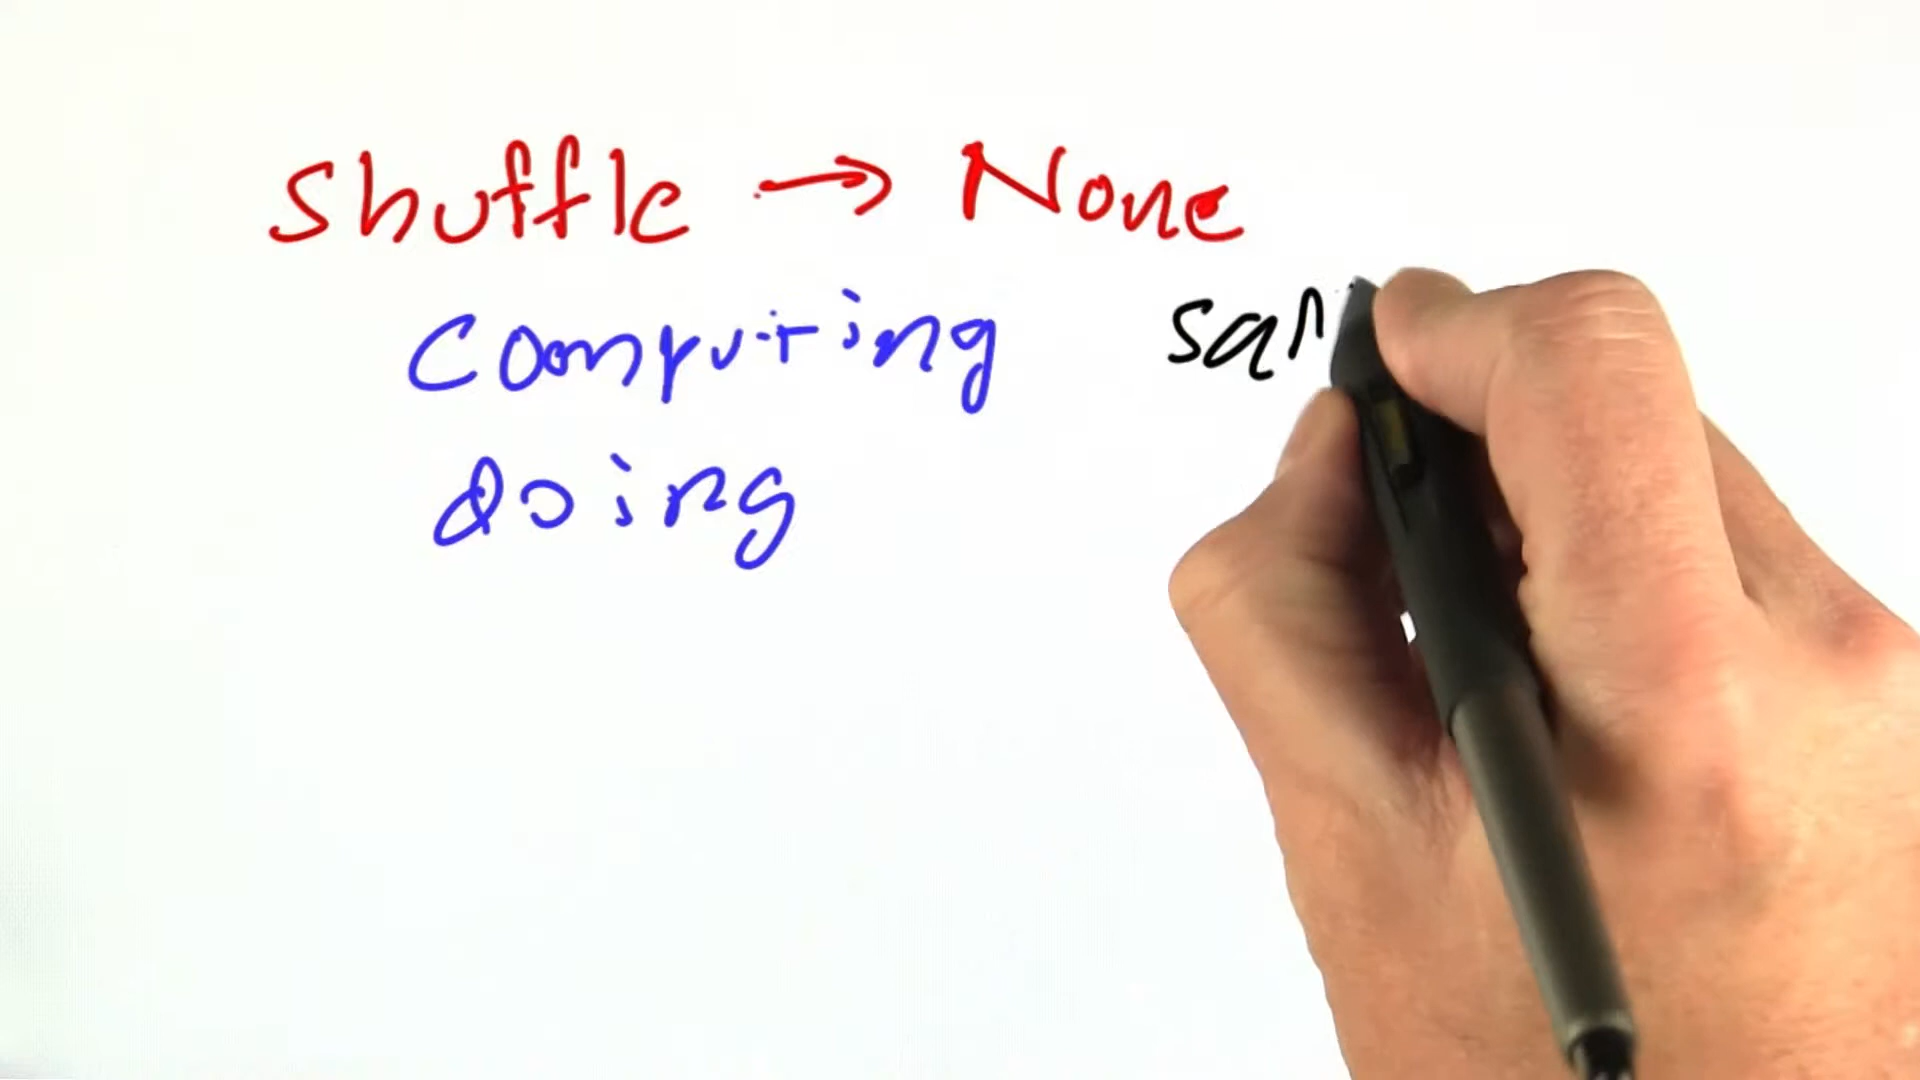 Shuffle → None
computing
doing